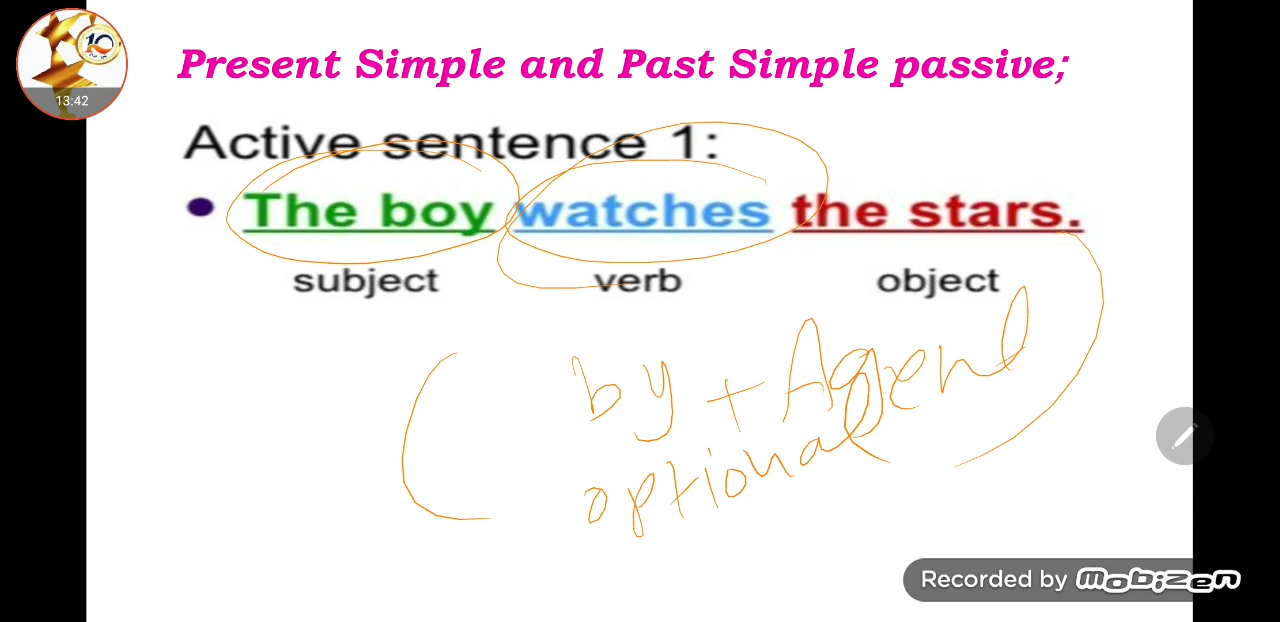 10
13:42
Present Simple and Past Simple passive;
Active sentence 1:
• The boy watches the stars.
subject verb object
( by + Agent
optional )
Recorded by Mobizen